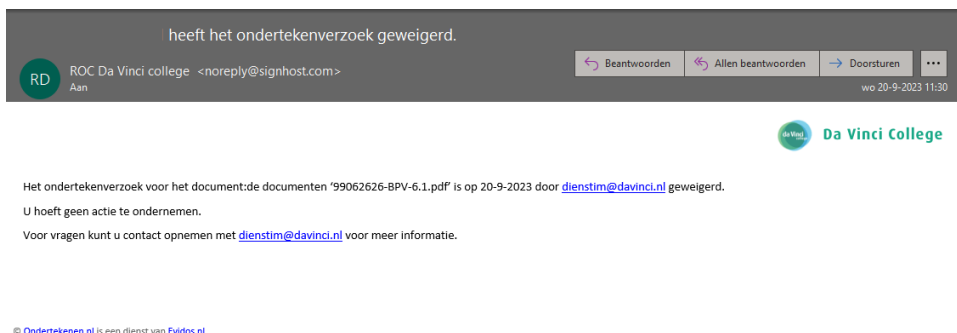 heeft het ondertekenverzoek geweigerd.
RD
ROC Da Vinci college <noreply@signhost.com>
Aan
Beantwoorden
Allen beantwoorden
Doorsturen
...
wo 20-9-2023 11:30
da Vinci college
Da Vinci College
Het ondertekenverzoek voor het document:de documenten ‘99062626-BPV-6.1.pdf’ is op 20-9-2023 door dienstim@davinci.nl geweigerd.
U hoeft geen actie te ondernemen.
Voor vragen kunt u contact opnemen met dienstim@davinci.nl voor meer informatie.
© Ondertekenen.nl is een dienst van Evidos.nl